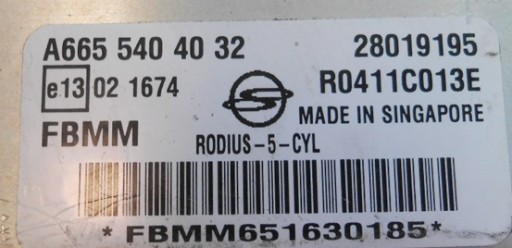 A665 540 40 32 28019195
e13 02 1674 R0411C013E
MADE IN SINGAPORE
FBMM RODIUS-5-CYL
*FBMM651630185*